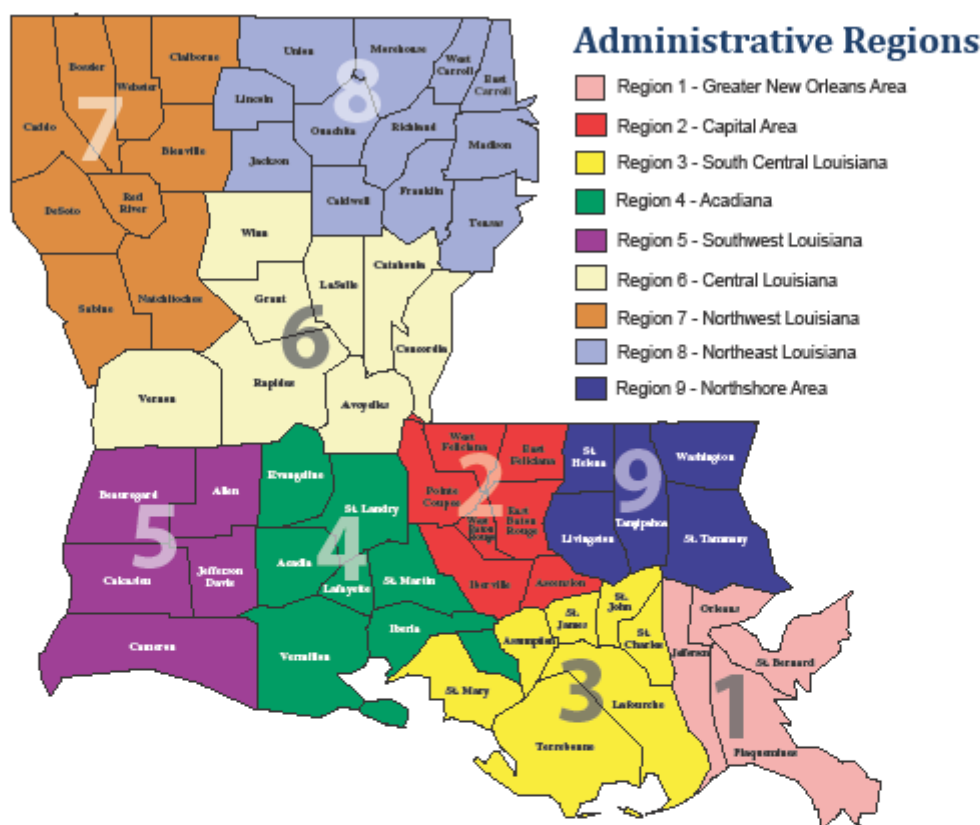 Administrative Regions
Region 1 - Greater New Orleans Area
Region 2 - Capital Area
Region 3 - South Central Louisiana
Region 4 - Acadiana
Region 5 - Southwest Louisiana
Region 6 - Central Louisiana
Region 7 - Northwest Louisiana
Region 8 - Northeast Louisiana
Region 9 - Northshore Area
7
Caddo
Bossier
Webster
Claiborne
Bienville
DeSoto
Red
River
Sabine
Natchitoches
8
Union
Morehouse
West
Carroll
East
Carroll
Lincoln
Ouachita
Richland
Madison
Jackson
Caldwell
Franklin
Tensas
6
Winn
Grant
LaSalle
Catahoula
Concordia
Vernon
Rapides
Avoyelles
5
Beauregard
Allen
Calcasieu
Jefferson
Davis
Cameron
4
Evangeline
St. Landry
Acadia
Lafayette
St. Martin
Iberia
Vermilion
2
West
Feliciana
East
Feliciana
Pointe
Coupee
West
Baton
Rouge
East
Baton
Rouge
Iberville
Ascension
9
St.
Helena
Washington
Livingston
Tangipahoa
St. Tammany
3
St.
James
St.
John
St.
Charles
Assumption
St. Mary
Lafourche
Terrebonne
1
Orleans
Jefferson
St. Bernard
Plaquemines